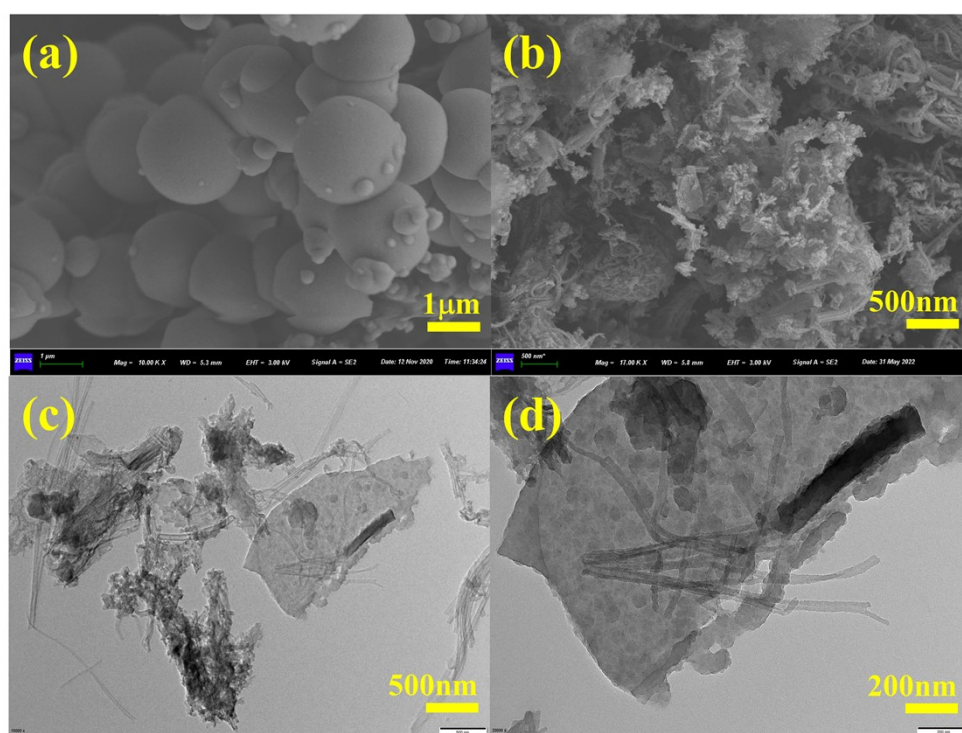 (a)
1μm
ZEISS
1 μm
Mag = 10.00 K X
WD = 5.3 mm
EHT = 3.00 kV
Signal A = SE2
Date: 12 Nov 2020
Time: 11:34:24
(b)
500nm
ZEISS
500 nm*
Mag = 17.00 K X
WD = 5.8 mm
EHT = 3.00 kV
Signal A = SE2
Date: 31 May 2022
(c)
500nm
(d)
200nm